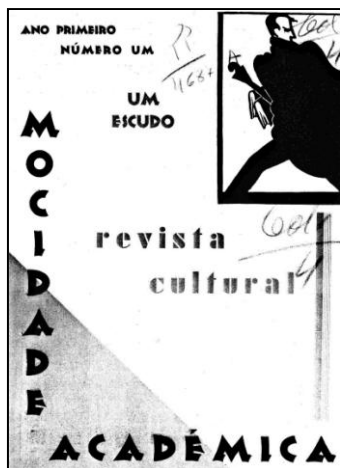 ANO PRIMEIRO
NÚMERO UM
UM
ESCUDO
MOCIDADE
revista
cultural
ACADÉMICA